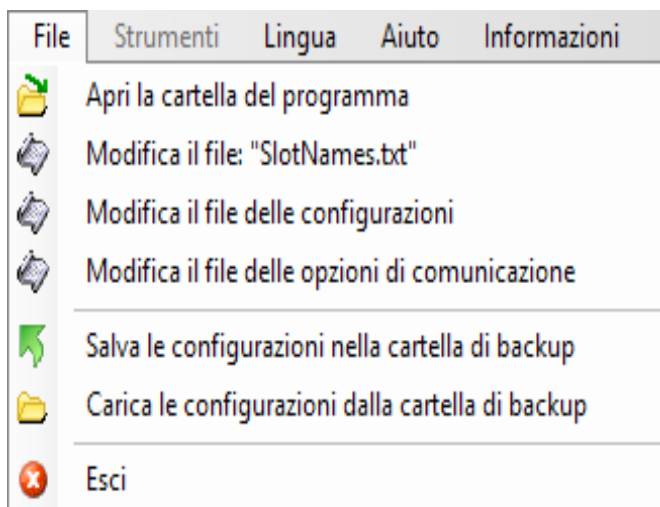 File Strumenti Lingua Aiuto Informazioni
Apri la cartella del programma
Modifica il file: "SlotNames.txt"
Modifica il file delle configurazioni
Modifica il file delle opzioni di comunicazione
Salva le configurazioni nella cartella di backup
Carica le configurazioni dalla cartella di backup
Esci